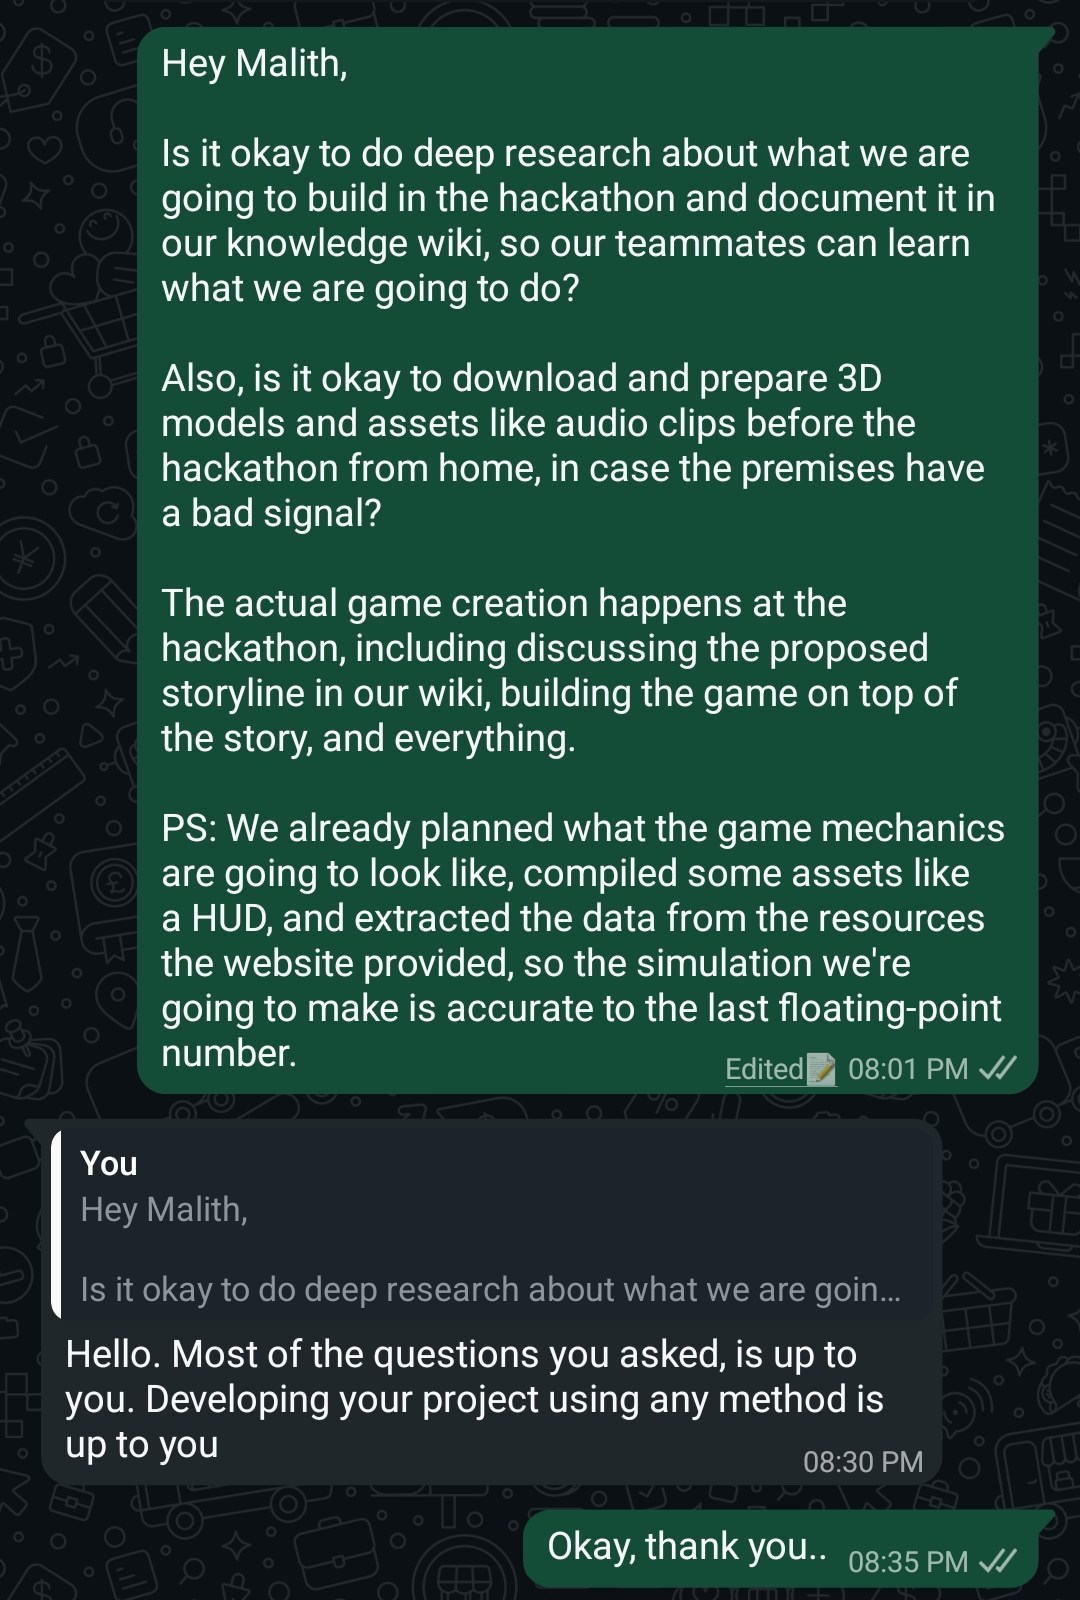 Hey Malith,
Is it okay to do deep research about what we are
going to build in the hackathon and document it in
our knowledge wiki, so our teammates can learn
what we are going to do?
Also, is it okay to download and prepare 3D
models and assets like audio clips before the
hackathon from home, in case the premises have
a bad signal?
The actual game creation happens at the
hackathon, including discussing the proposed
storyline in our wiki, building the game on top of
the story, and everything.
PS: We already planned what the game mechanics
are going to look like, compiled some assets like
a HUD, and extracted the data from the resources
the website provided, so the simulation we're
going to make is accurate to the last floating-point
number.
Edited📝 08:01 PM
You
Hey Malith,
Is it okay to do deep research about what we are goin...
Hello. Most of the questions you asked, is up to
you. Developing your project using any method is
up to you
08:30 PM
Okay, thank you.. 08:35 PM